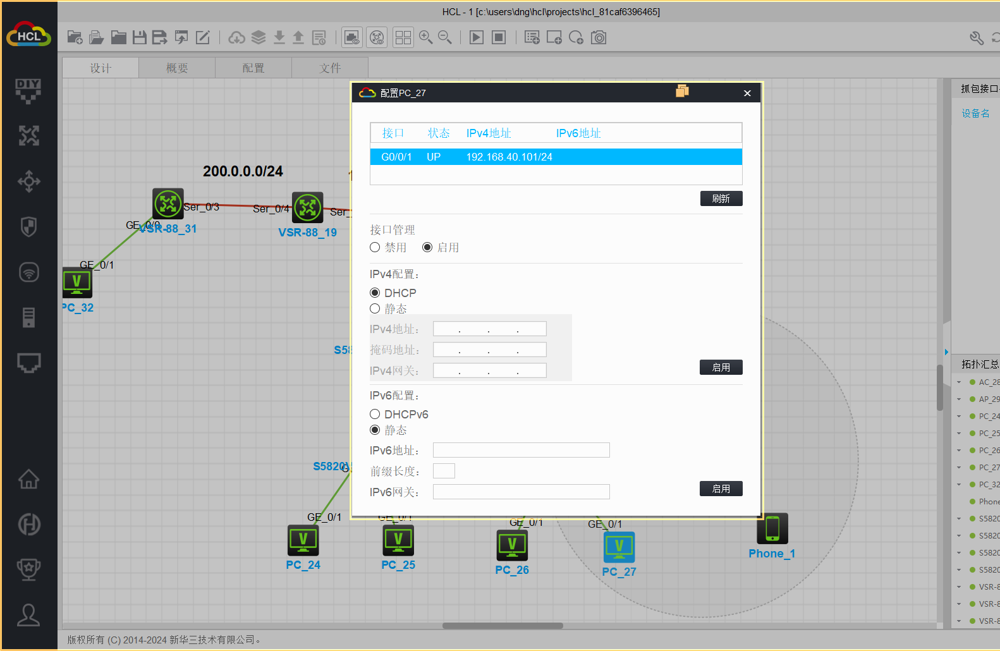 HCL - 1 [c:\users\dng\hcl\projects\hcl_81caf6396465]
HCL
DIY
设计
概要
配置
文件
抓包接口
设备名
200.0.0.0/24
Ser_0/3
Ser_0/4
Ser_
GE_0/0
VSR-88_31
VSR-88_19
GE_0/1
PC_32
配置PC_27
接口 状态 IPv4地址 IPv6地址
G0/0/1 UP 192.168.40.101/24
刷新
接口管理
禁用 启用
IPv4配置：
DHCP
静态
IPv4地址：
掩码地址：
IPv4网关：
启用
IPv6配置：
DHCPv6
静态
IPv6地址：
前缀长度：
IPv6网关：
启用
S58
S5820V
GE_0/1
GE_0/1
GE_0/1
GE_0/1
PC_24
PC_25
PC_26
PC_27
Phone_1
拓扑汇总
AC_28
AP_29
PC_24
PC_25
PC_26
PC_27
PC_32
Phone
S5820
S5820
S5820
S5820
VSR-8
VSR-8
VSR-8
版权所有 (C) 2014-2024 新华三技术有限公司。